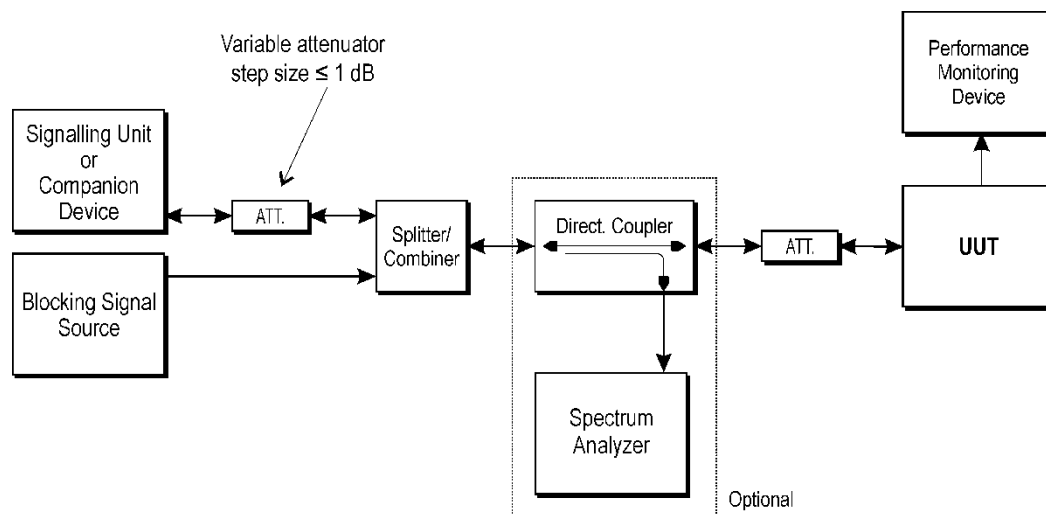 Variable attenuator
step size ≤ 1 dB
Performance
Monitoring
Device
Signalling Unit
or
Companion
Device
ATT.
Splitter/
Combiner
Direct. Coupler
ATT.
UUT
Blocking Signal
Source
Spectrum
Analyzer
Optional